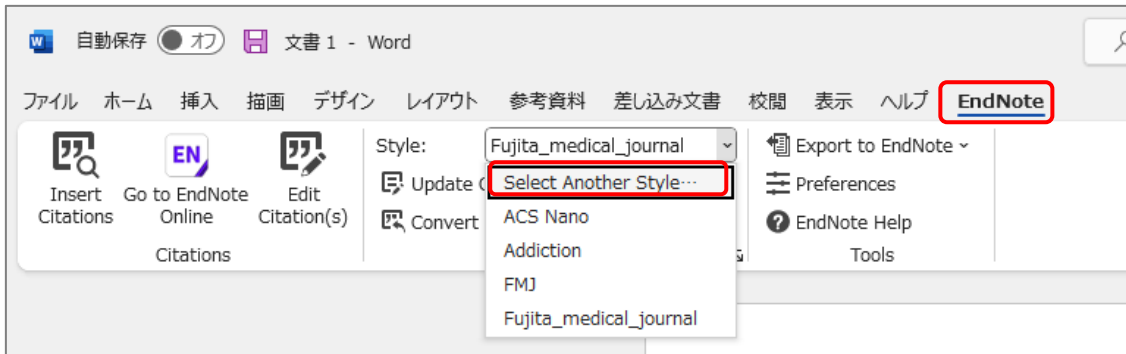 自動保存 オフ 文書 1 - Word
ファイル ホーム 挿入 描画 デザイン レイアウト 参考資料 差し込み文書 校閲 表示 ヘルプ EndNote
Insert Citations
EN
Go to EndNote Online
Edit Citation(s)
Citations
Style: Fujita_medical_journal
Update
Convert
Select Another Style…
ACS Nano
Addiction
FMJ
Fujita_medical_journal
Export to EndNote
Preferences
EndNote Help
Tools